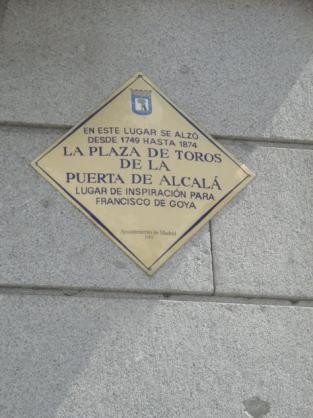 EN ESTE LUGAR SE ALZÓ
DESDE 1749 HASTA 1874
LA PLAZA DE TOROS
DE LA
PUERTA DE ALCALÁ
LUGAR DE INSPIRACIÓN PARA
FRANCISCO DE GOYA
Ayuntamiento de Madrid